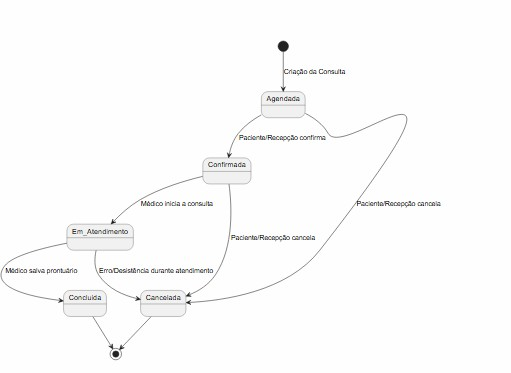 Criação da Consulta
Agendada
Paciente/Recepção confirma
Confirmada
Médico inicia a consulta
Paciente/Recepção cancela
Em_Atendimento
Paciente/Recepção cancela
Médico salva prontuário
Erro/Desistência durante atendimento
Concluída
Cancelada